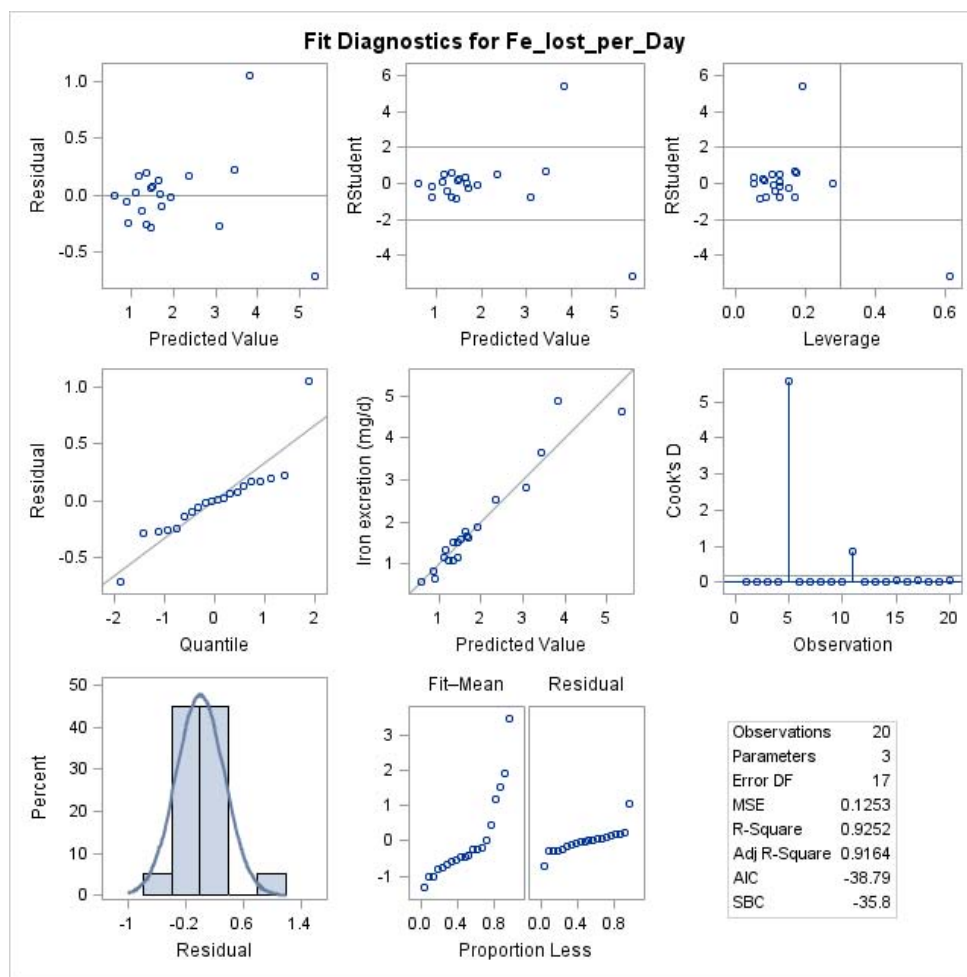 Fit Diagnostics for Fe_lost_per_Day
1.0
0.5
0.0
-0.5
Residual
1 2 3 4 5
Predicted Value
6
4
2
0
-2
-4
RStudent
1 2 3 4 5
Predicted Value
6
4
2
0
-2
-4
RStudent
0.0 0.2 0.4 0.6
Leverage
1.0
0.5
0.0
-0.5
Residual
-2 -1 0 1 2
Quantile
5
4
3
2
1
Iron excretion (mg/d)
1 2 3 4 5
Predicted Value
5
4
3
2
1
0
Cook's D
0 5 10 15 20
Observation
50
40
30
20
10
0
Percent
-1 -0.2 0.6 1.4
Residual
Fit–Mean Residual
3
2
1
0
-1
0.0 0.4 0.8 0.0 0.4 0.8
Proportion Less
Observations 20
Parameters 3
Error DF 17
MSE 0.1253
R-Square 0.9252
Adj R-Square 0.9164
AIC -38.79
SBC -35.8